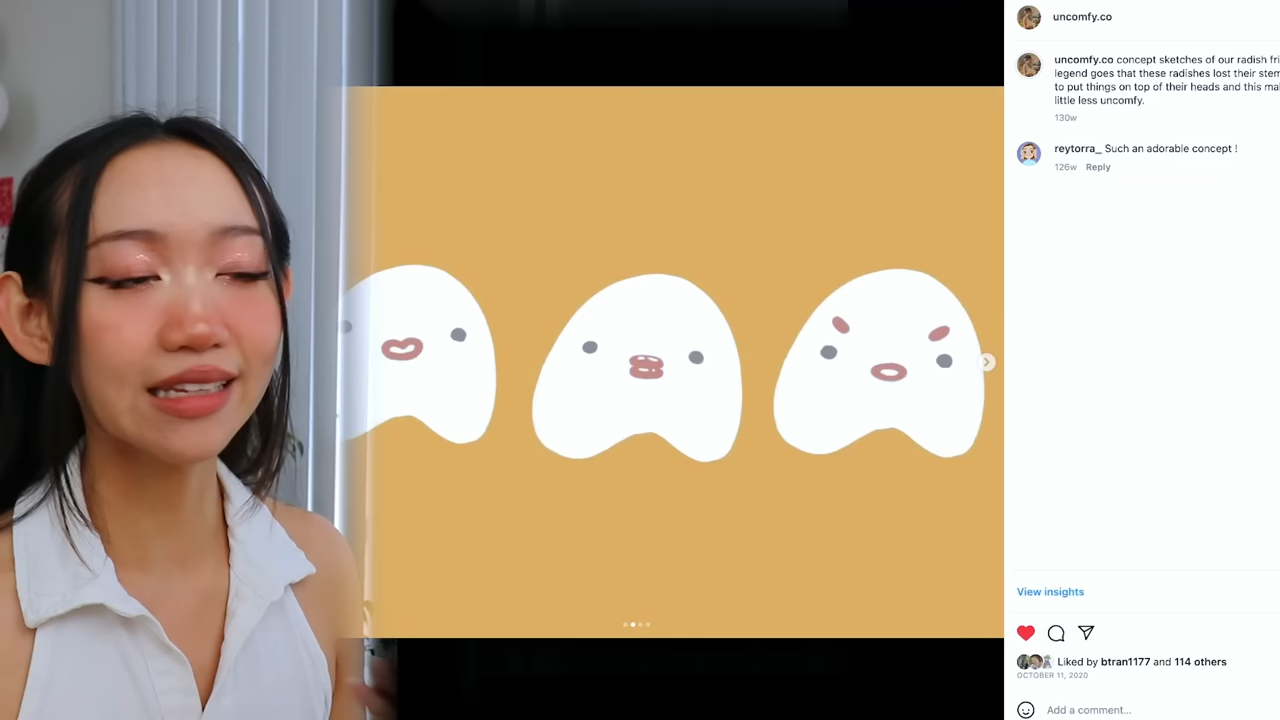 uncomfy.co
uncomfy.co concept sketches of our radish fri
legend goes that these radishes lost their stem
to put things on top of their heads and this ma
little less uncomfy.
130w
reytorra_ Such an adorable concept !
126w Reply
View insights
Liked by btran1177 and 114 others
OCTOBER 11, 2020
Add a comment...